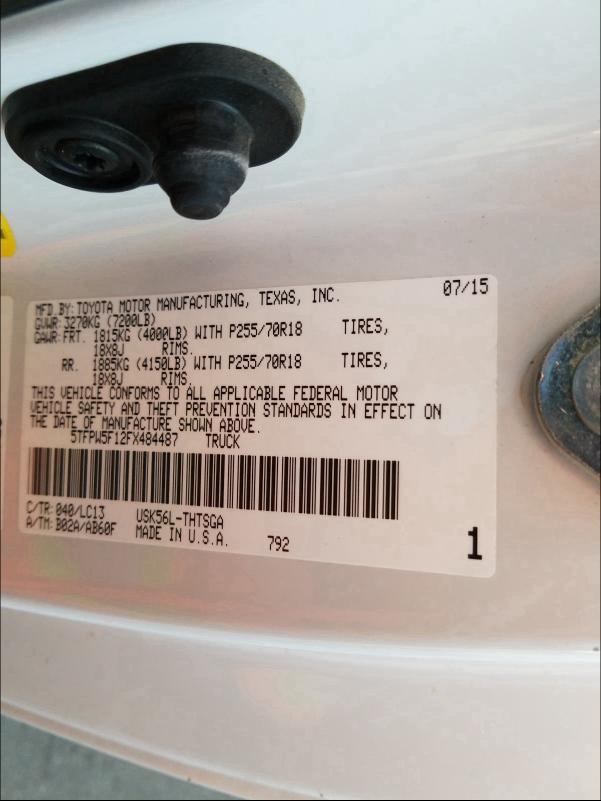 MFD.BY: TOYOTA MOTOR MANUFACTURING, TEXAS, INC. 07/15
GVWR: 3270KG (7200LB)
GAWR: FRT. 1815KG (4000LB) WITH P255/70R18 TIRES,
18X8J RIMS.
RR. 1885KG (4150LB) WITH P255/70R18 TIRES,
18X8J RIMS.
THIS VEHICLE CONFORMS TO ALL APPLICABLE FEDERAL MOTOR
VEHICLE SAFETY AND THEFT PREVENTION STANDARDS IN EFFECT ON
THE DATE OF MANUFACTURE SHOWN ABOVE.
5TFPW5F12FX484487 TRUCK
C/TR: 040/LC13 USK56L-THTSGA
A/TM: B02A/AB60F MADE IN U.S.A. 792 1